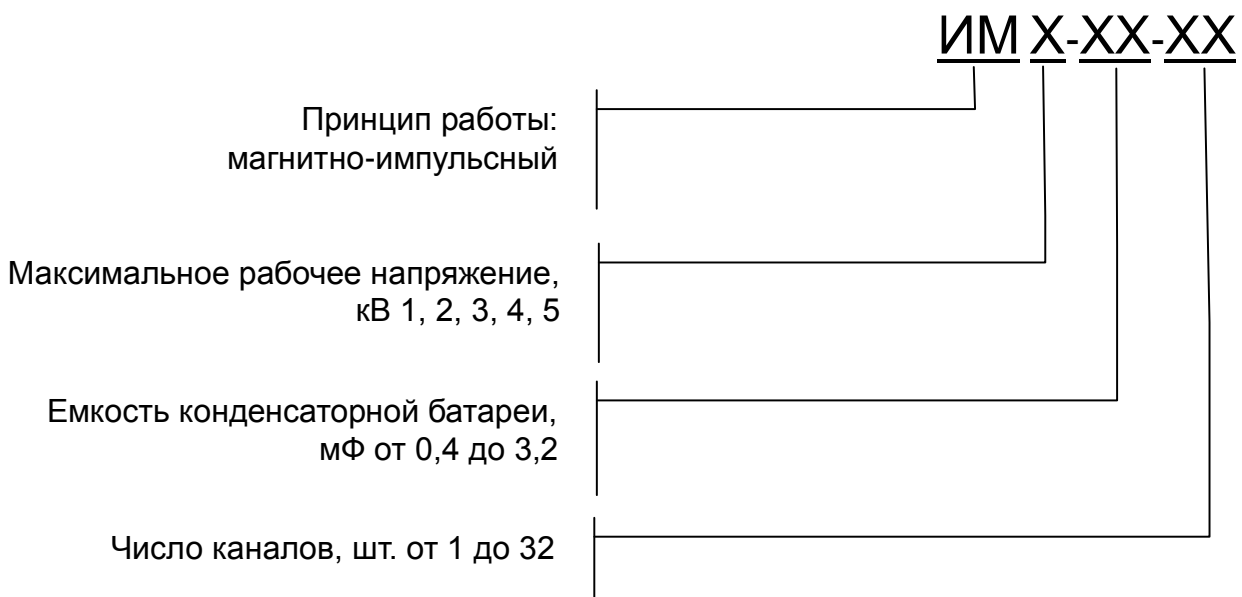 ИМ Х-ХХ-ХХ
Принцип работы:
магнитно-импульсный
Максимальное рабочее напряжение,
кВ 1, 2, 3, 4, 5
Емкость конденсаторной батареи,
мФ от 0,4 до 3,2
Число каналов, шт. от 1 до 32